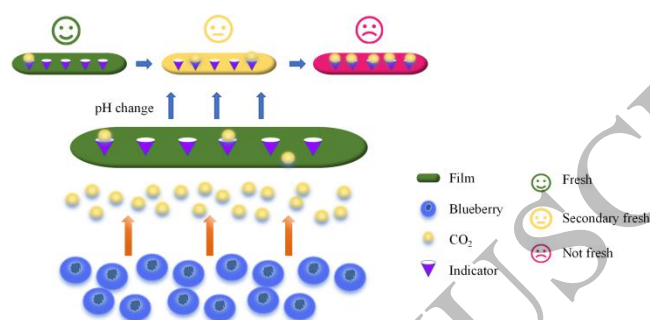 pH change
Film
Blueberry
CO₂
Indicator
Fresh
Secondary fresh
Not fresh